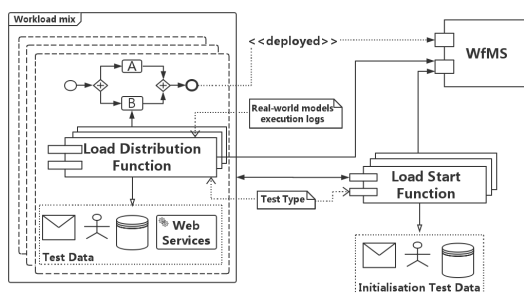 Workload mix
A
B
<<deployed>>
WfMS
Real-world models
execution logs
Load Distribution
Function
Load Start
Function
Test Type
Web
Services
Test Data
Initialisation Test Data